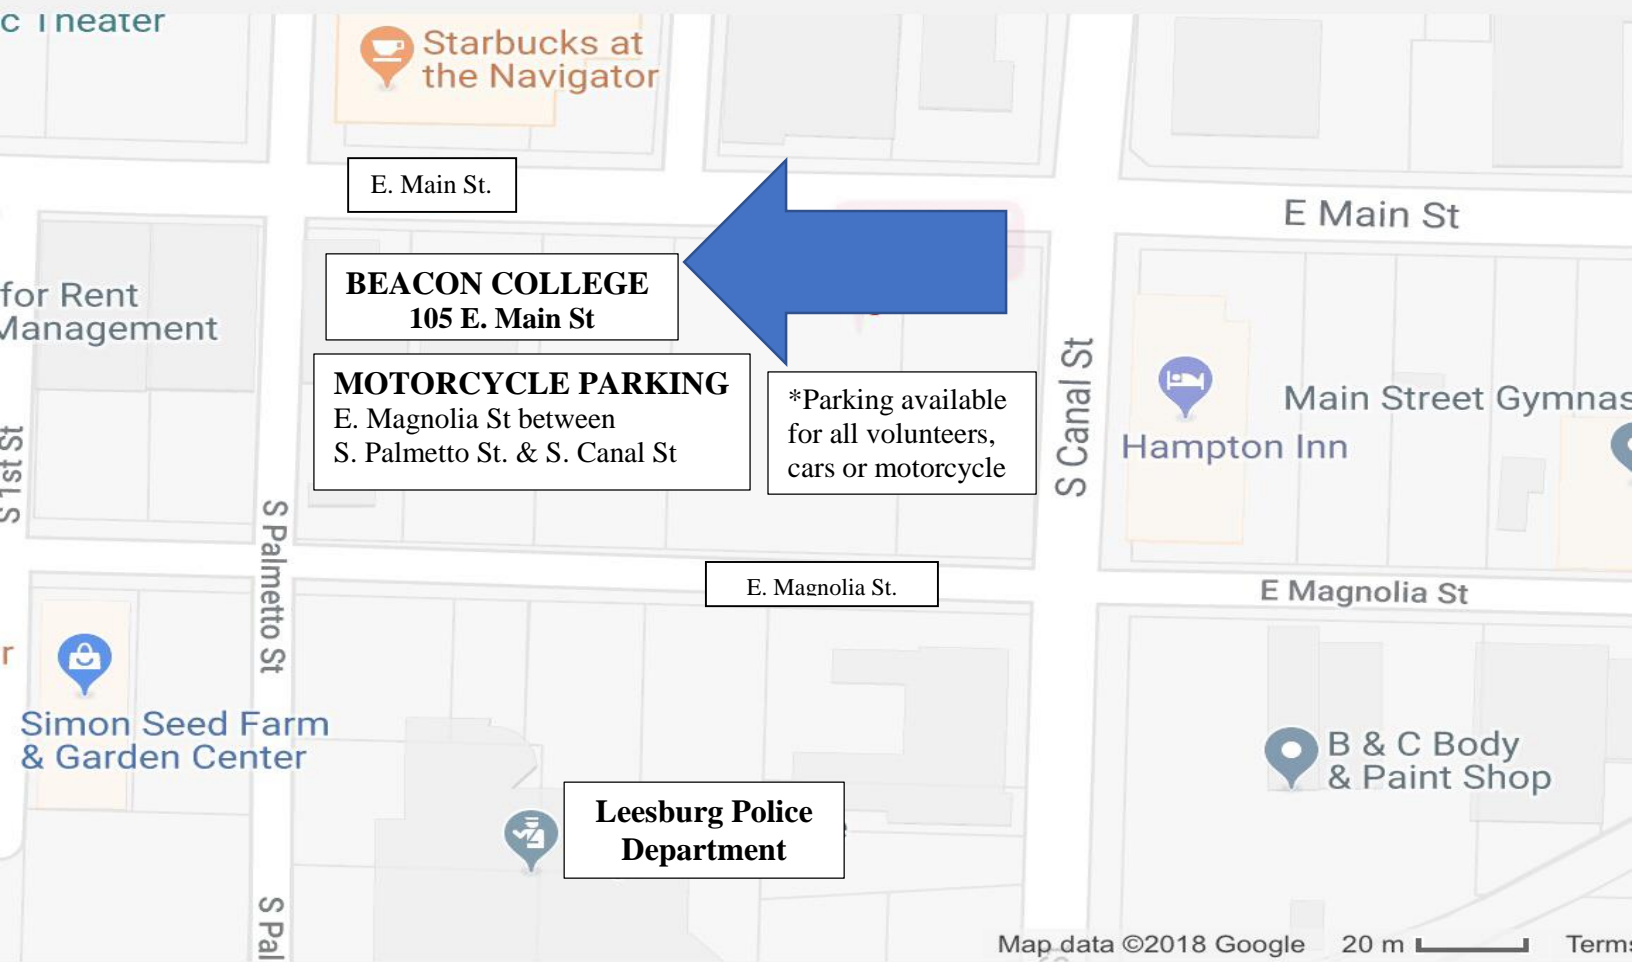 c Theater
Starbucks at
the Navigator
E. Main St.
E Main St
BEACON COLLEGE
105 E. Main St
for Rent
Management
MOTORCYCLE PARKING
E. Magnolia St between
S. Palmetto St. & S. Canal St
*Parking available
for all volunteers,
cars or motorcycle
S Canal St
Hampton Inn
Main Street Gymnas
S 1st St
S Palmetto St
E. Magnolia St.
E Magnolia St
r
Simon Seed Farm
& Garden Center
B & C Body
& Paint Shop
Leesburg Police
Department
S Pal
Map data ©2018 Google 20 m Terms